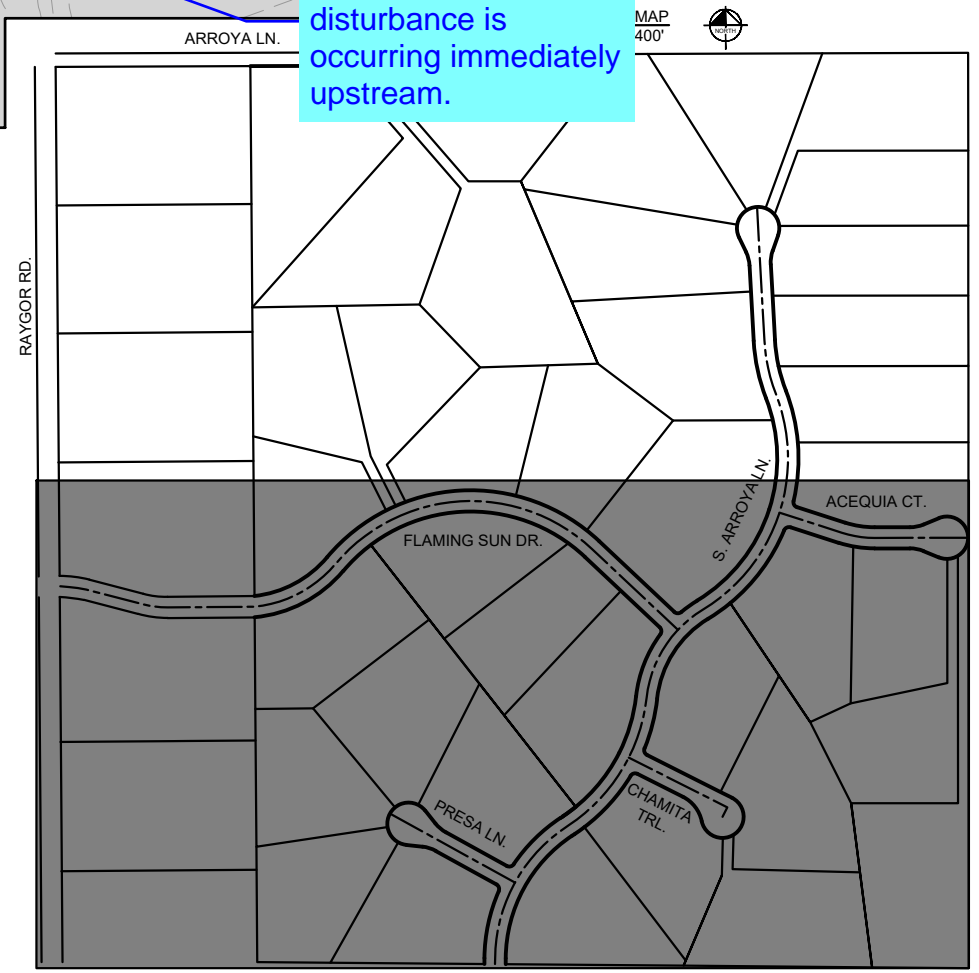 disturbance is
occurring immediately
upstream.
MAP
400'
NORTH
ARROYA LN.
RAYGOR RD.
S. ARROYA LN.
ACEQUIA CT.
FLAMING SUN DR.
PRESA LN.
CHAMITA
TRL.